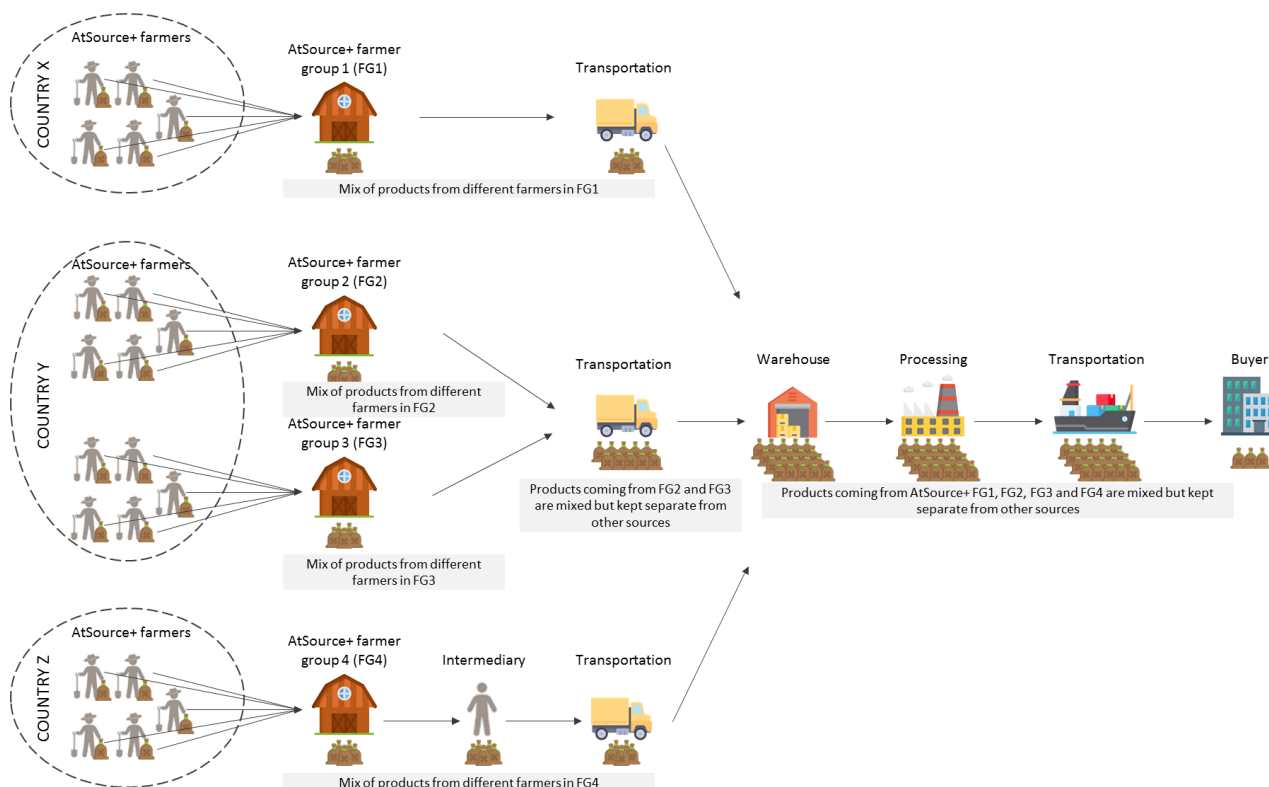 AtSource+ farmers
COUNTRY X
AtSource+ farmer
group 1 (FG1)
Transportation
Mix of products from different farmers in FG1
AtSource+ farmers
COUNTRY Y
AtSource+ farmer
group 2 (FG2)
Mix of products from different
farmers in FG2
AtSource+ farmer
group 3 (FG3)
Mix of products from different
farmers in FG3
Transportation
Products coming from FG2 and FG3
are mixed but kept separate from
other sources
Warehouse
Processing
Transportation
Buyer
Products coming from AtSource+ FG1, FG2, FG3 and FG4 are mixed but kept
separate from other sources
AtSource+ farmers
COUNTRY Z
AtSource+ farmer
group 4 (FG4)
Intermediary
Transportation
Mix of products from different farmers in FG4